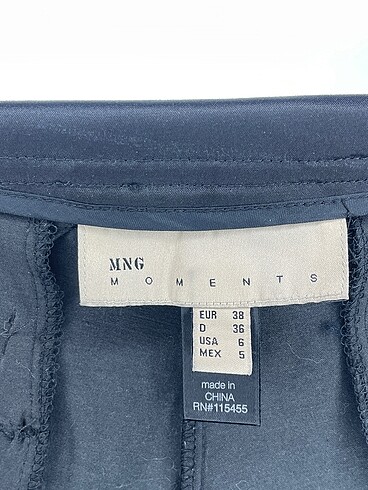 MNG
MOMENTS
EUR 38
D 36
USA 6
MEX 5
made in
CHINA
RN#115455